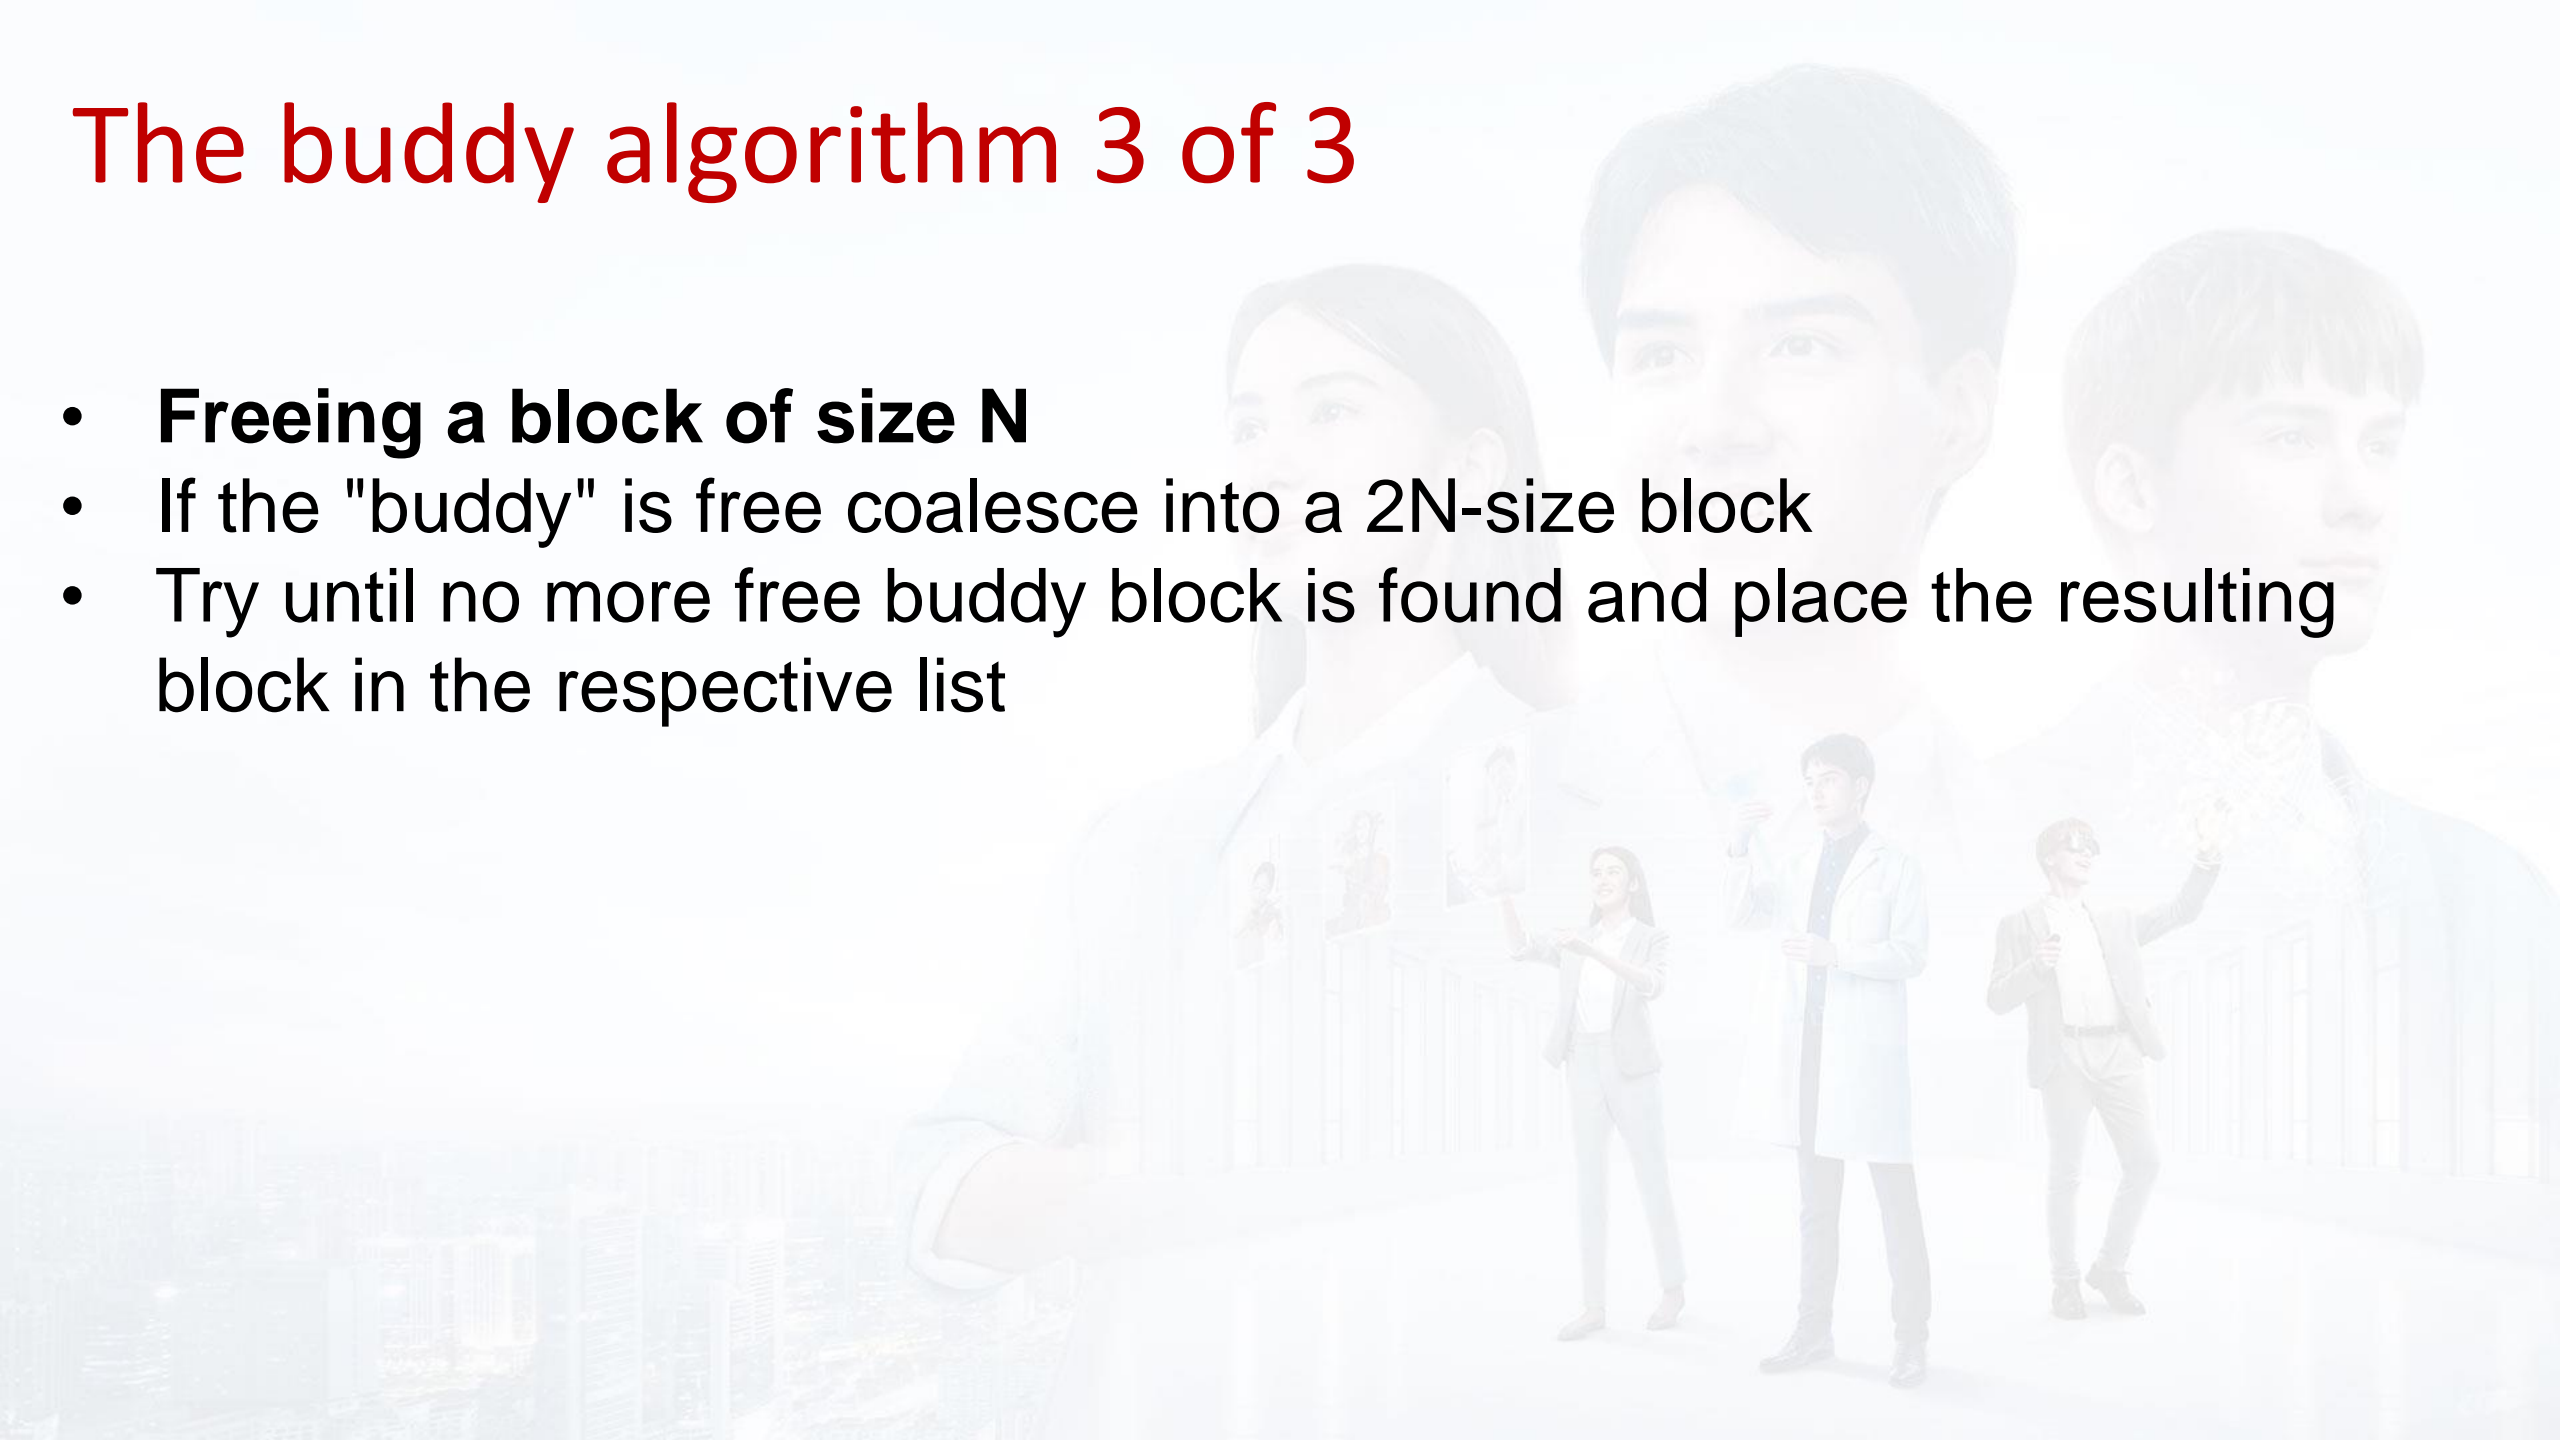 The buddy algorithm 3 of 3
• Freeing a block of size N
• If the "buddy" is free coalesce into a 2N-size block
• Try until no more free buddy block is found and place the resulting
block in the respective list